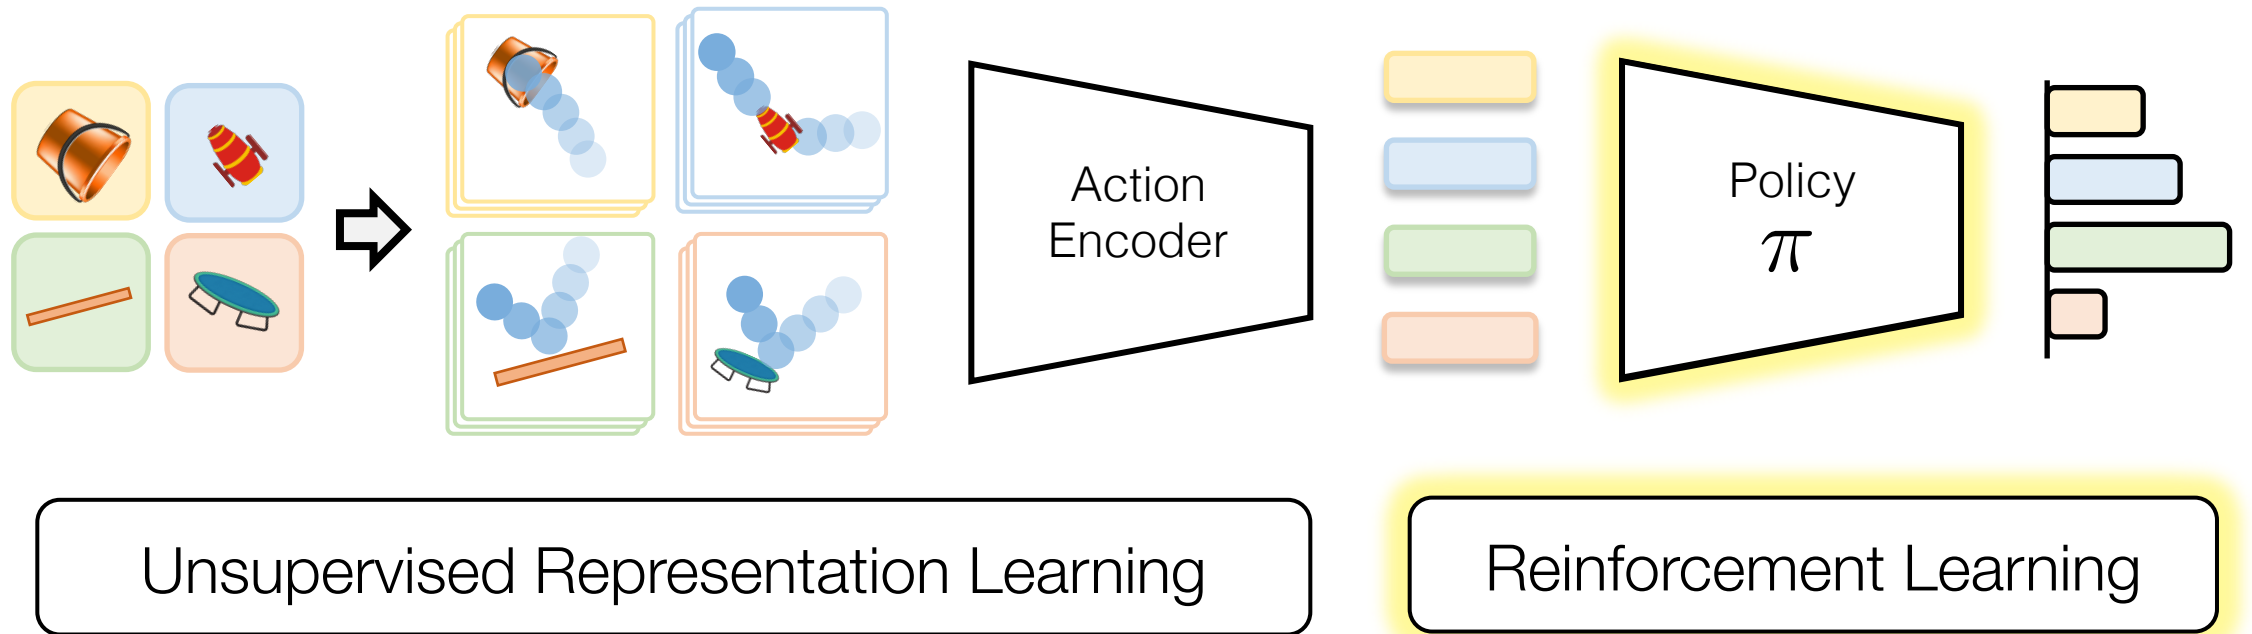 Action
Encoder
Policy
π
Unsupervised Representation Learning
Reinforcement Learning